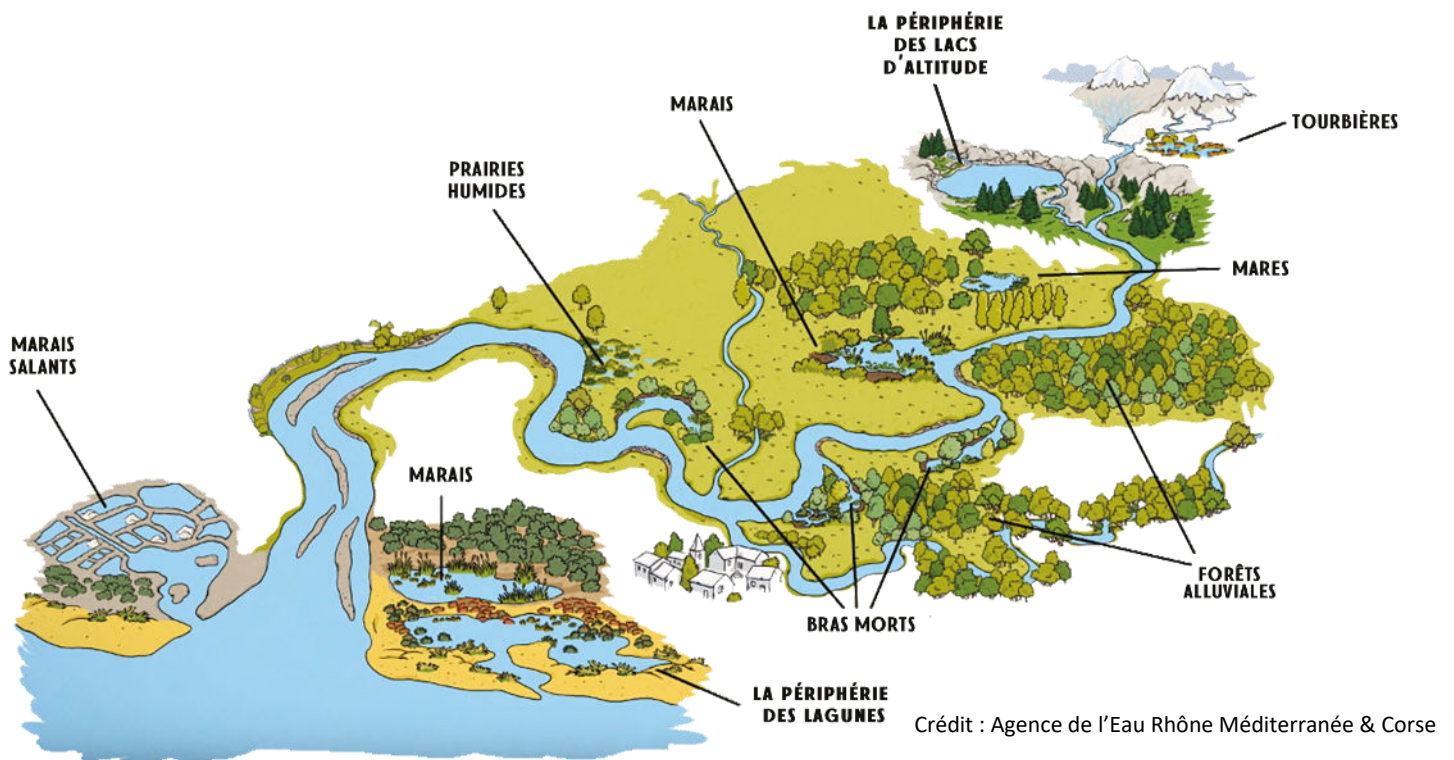 LA PÉRIPHÉRIE
DES LACS
D'ALTITUDE
MARAIS
TOURBIÈRES
PRAIRIES
HUMIDES
MARES
MARAIS
SALANTS
MARAIS
FORÊTS
ALLUVIALES
BRAS MORTS
LA PÉRIPHÉRIE
DES LAGUNES
Crédit : Agence de l'Eau Rhône Méditerranée & Corse